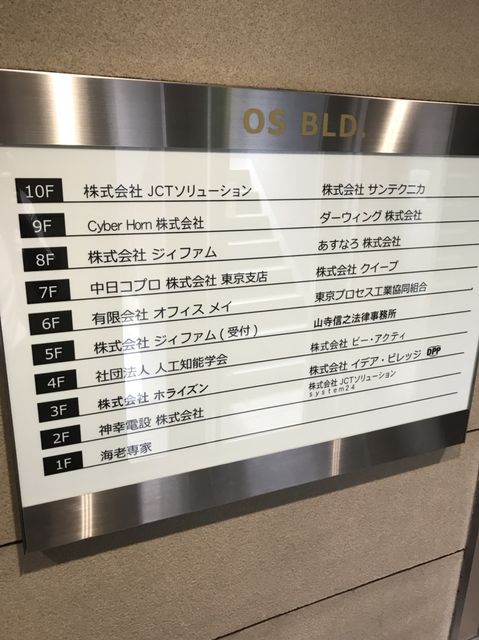 OS BLD.
10F 株式会社 JCTソリューション 株式会社 サンテクニカ
9F Cyber Horn 株式会社 ダーウィング 株式会社
8F 株式会社 ジィファム あすなろ 株式会社
7F 中日コプロ 株式会社 東京支店 株式会社 クイープ
6F 有限会社 オフィス メイ 東京プロセス工業協同組合
5F 株式会社 ジィファム(受付) 山寺信之法律事務所
4F 社団法人 人工知能学会 株式会社 ビー・アクティ
3F 株式会社 ホライズン 株式会社 イデア・ビレッジ DPP
2F 神幸電設 株式会社 株式会社 JCTソリューション
system24
1F 海老専家